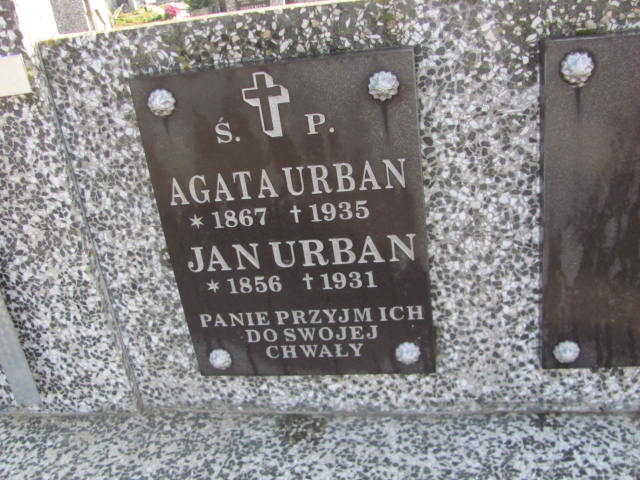 Ś. P.
AGATA URBAN
* 1867 † 1935
JAN URBAN
* 1856 † 1931
PANIE PRZYJM ICH
DO SWOJEJ
CHWAŁY